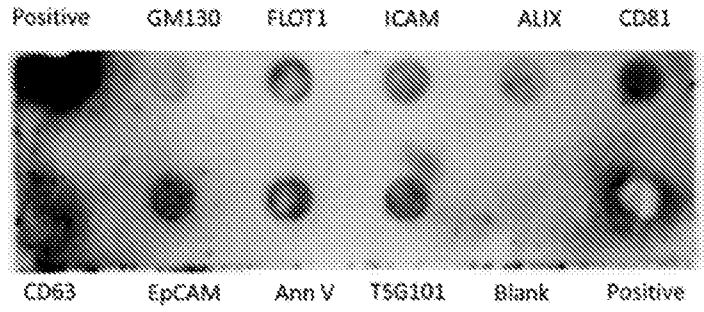 Positive GM130 FLOT1 ICAM ALIX CD81
CD63 EpCAM Ann V TSG101 Blank Positive